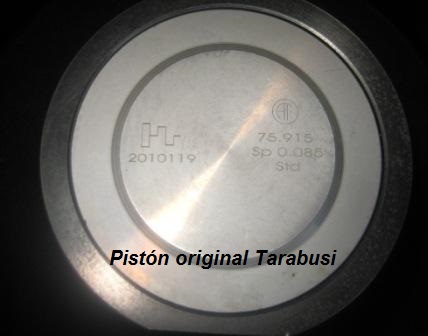 2010119
75.915
Sp 0.085
Std
Pistón original Tarabusi